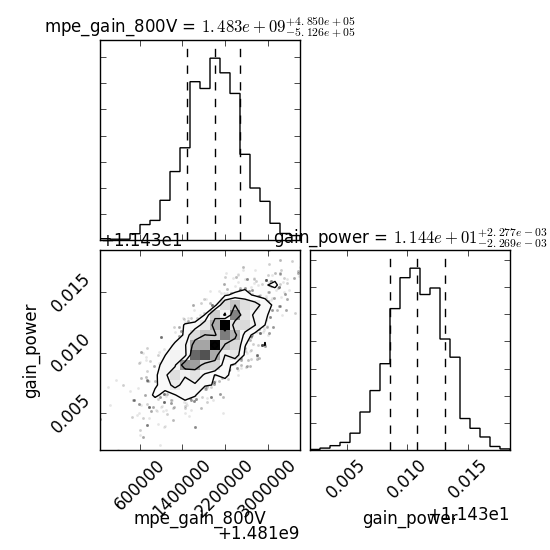 mpe_gain_800V = 1.483e + 09 +4.850e+05 −5.126e+05
+1.143e1
gain_power = 1.144e + 01 +2.277e−03 −2.269e−03
0.015
0.010
0.005
gain_power
600000 1400000 2200000 3000000
mpe_gain_800V
+1.481e9
0.005 0.010 0.015
gain_power
+1.143e1